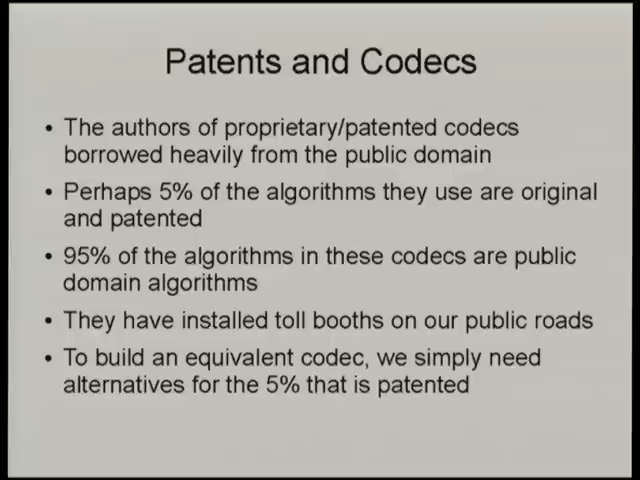 Patents and Codecs
• The authors of proprietary/patented codecs
borrowed heavily from the public domain
• Perhaps 5% of the algorithms they use are original
and patented
• 95% of the algorithms in these codecs are public
domain algorithms
• They have installed toll booths on our public roads
• To build an equivalent codec, we simply need
alternatives for the 5% that is patented